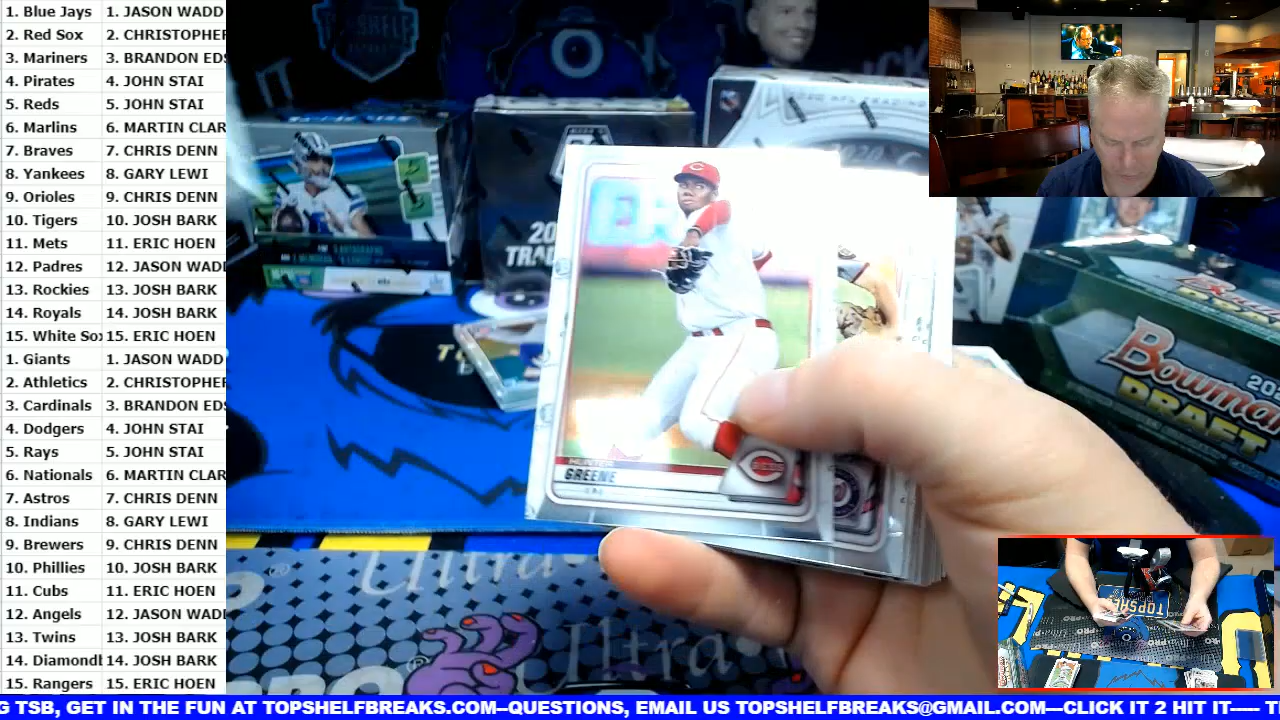 1. Blue Jays 1. JASON WADD
2. Red Sox 2. CHRISTOPHER
3. Mariners 3. BRANDON EDS
4. Pirates 4. JOHN STAI
5. Reds 5. JOHN STAI
6. Marlins 6. MARTIN CLAR
7. Braves 7. CHRIS DENN
8. Yankees 8. GARY LEWI
9. Orioles 9. CHRIS DENN
10. Tigers 10. JOSH BARK
11. Mets 11. ERIC HOEN
12. Padres 12. JASON WADD
13. Rockies 13. JOSH BARK
14. Royals 14. JOSH BARK
15. White Sox 15. ERIC HOEN
1. Giants 1. JASON WADD
2. Athletics 2. CHRISTOPHER
3. Cardinals 3. BRANDON EDS
4. Dodgers 4. JOHN STAI
5. Rays 5. JOHN STAI
6. Nationals 6. MARTIN CLAR
7. Astros 7. CHRIS DENN
8. Indians 8. GARY LEWI
9. Brewers 9. CHRIS DENN
10. Phillies 10. JOSH BARK
11. Cubs 11. ERIC HOEN
12. Angels 12. JASON WADD
13. Twins 13. JOSH BARK
14. Diamond 14. JOSH BARK
15. Rangers 15. ERIC HOEN
HUNTER
GREENE
REDS
Bowman
DRAFT
Ultra
Ultra
G TSB, GET IN THE FUN AT TOPSHELFBREAKS.COM--QUESTIONS, EMAIL US TOPSHELFBREAKS@GMAIL.COM---CLICK IT 2 HIT IT----- T